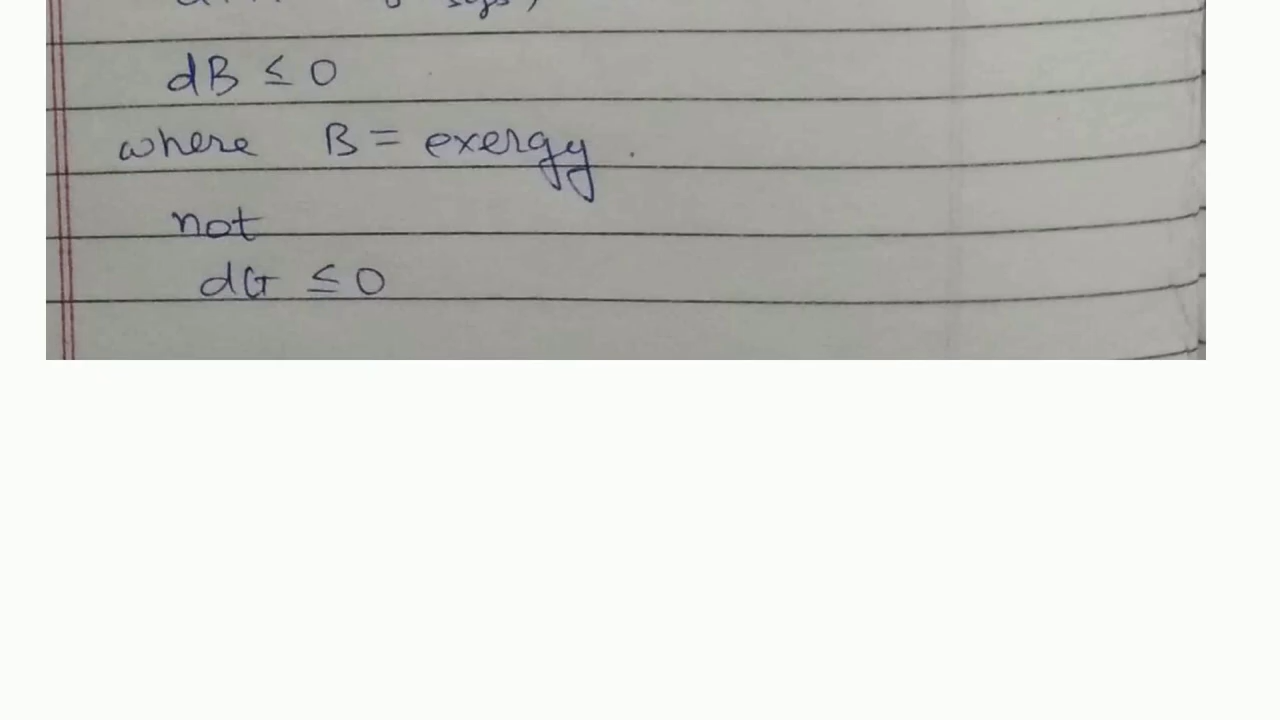 dB ≤ 0
where B = exergy .
not
dG ≤ 0